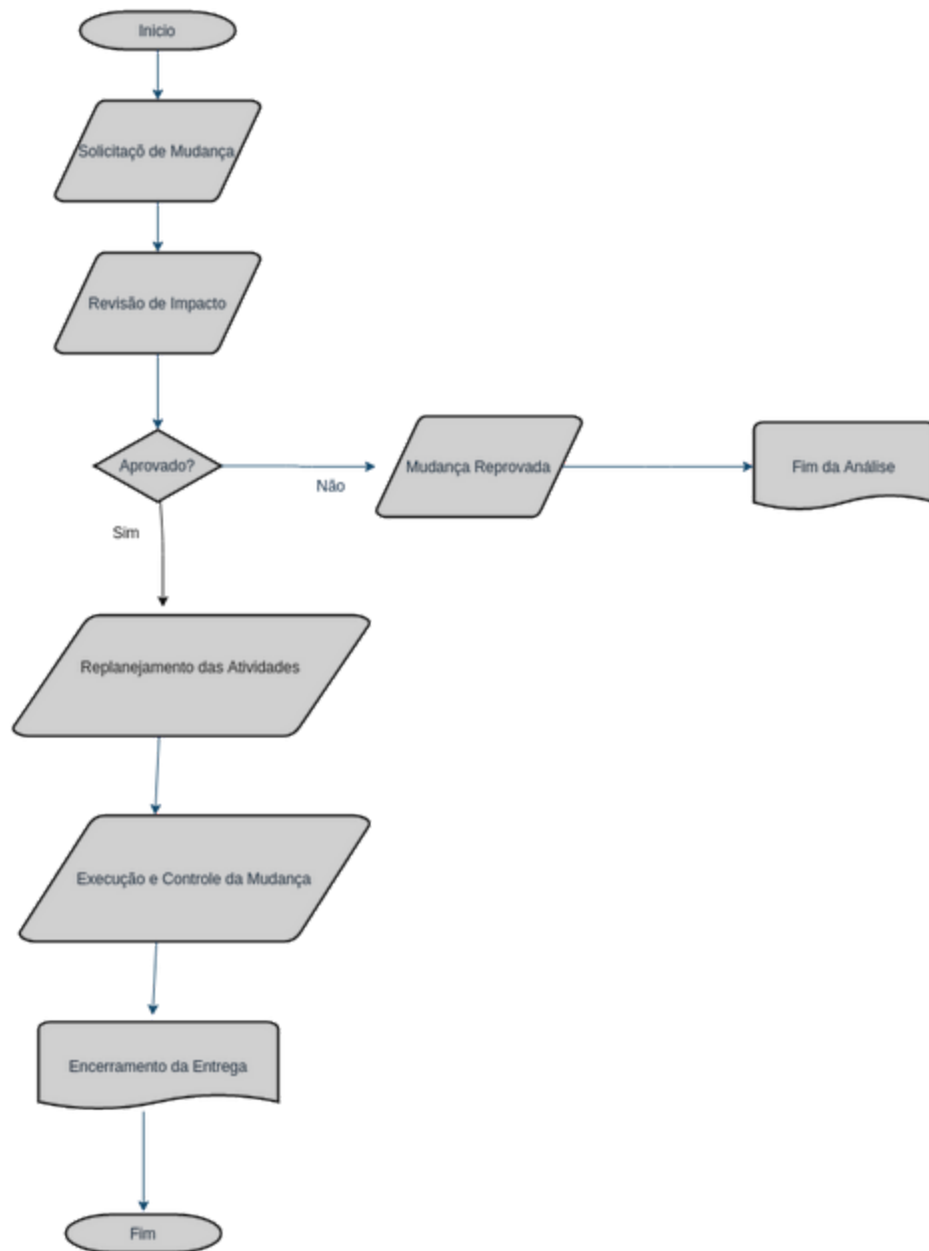 Inicio
Solicitaçõ de Mudança
Revisão de Impacto
Aprovado?
Não
Mudança Reprovada
Fim da Análise
Sim
Replanejamento das Atividades
Execução e Controle da Mudança
Encerramento da Entrega
Fim